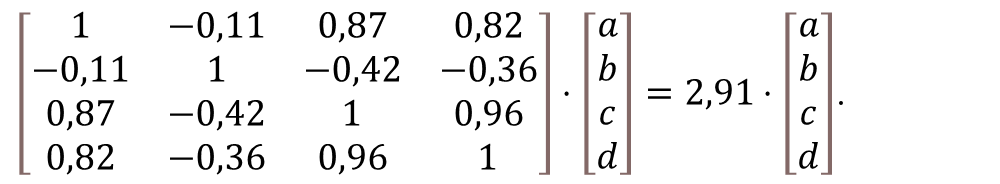 1 −0,11 0,87 0,82 a a
−0,11 1 −0,42 −0,36 b b
· = 2,91 · .
0,87 −0,42 1 0,96 c c
0,82 −0,36 0,96 1 d d